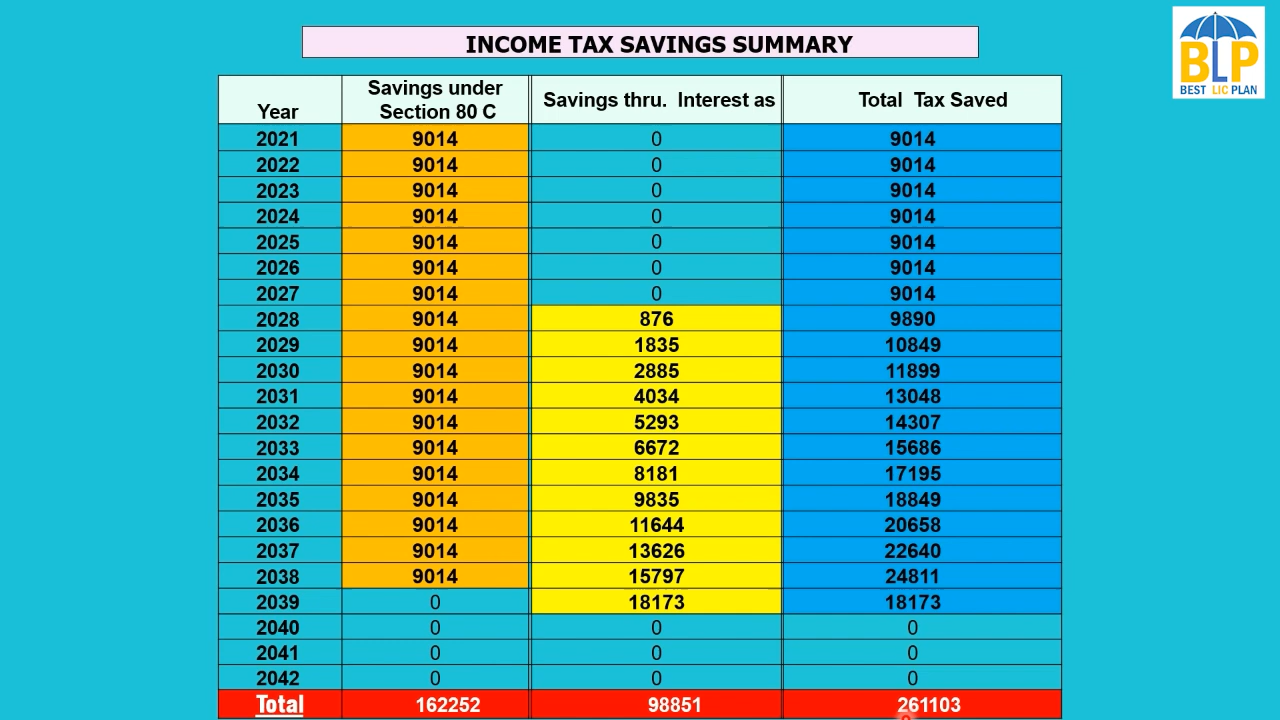 INCOME TAX SAVINGS SUMMARY
BLP
BEST LIC PLAN
Year Savings under Section 80 C Savings thru. Interest as Total Tax Saved
2021 9014 0 9014
2022 9014 0 9014
2023 9014 0 9014
2024 9014 0 9014
2025 9014 0 9014
2026 9014 0 9014
2027 9014 0 9014
2028 9014 876 9890
2029 9014 1835 10849
2030 9014 2885 11899
2031 9014 4034 13048
2032 9014 5293 14307
2033 9014 6672 15686
2034 9014 8181 17195
2035 9014 9835 18849
2036 9014 11644 20658
2037 9014 13626 22640
2038 9014 15797 24811
2039 0 18173 18173
2040 0 0 0
2041 0 0 0
2042 0 0 0
Total 162252 98851 261103